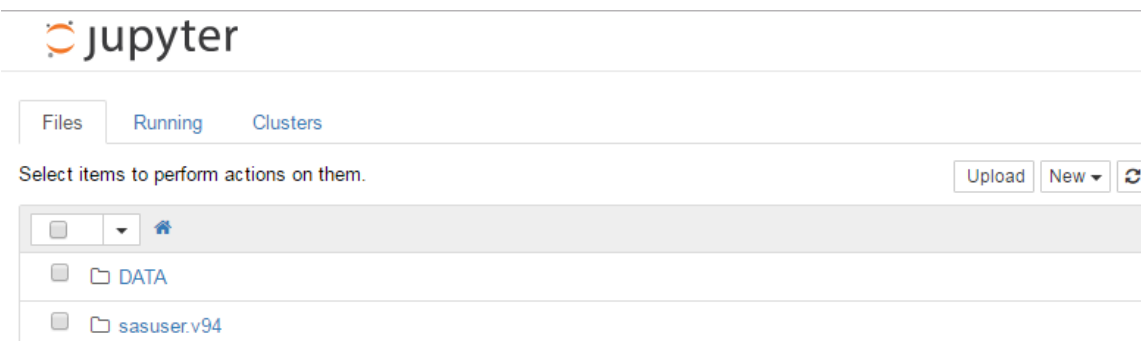 jupyter
Files Running Clusters
Select items to perform actions on them.
Upload New
DATA
sasuser.v94